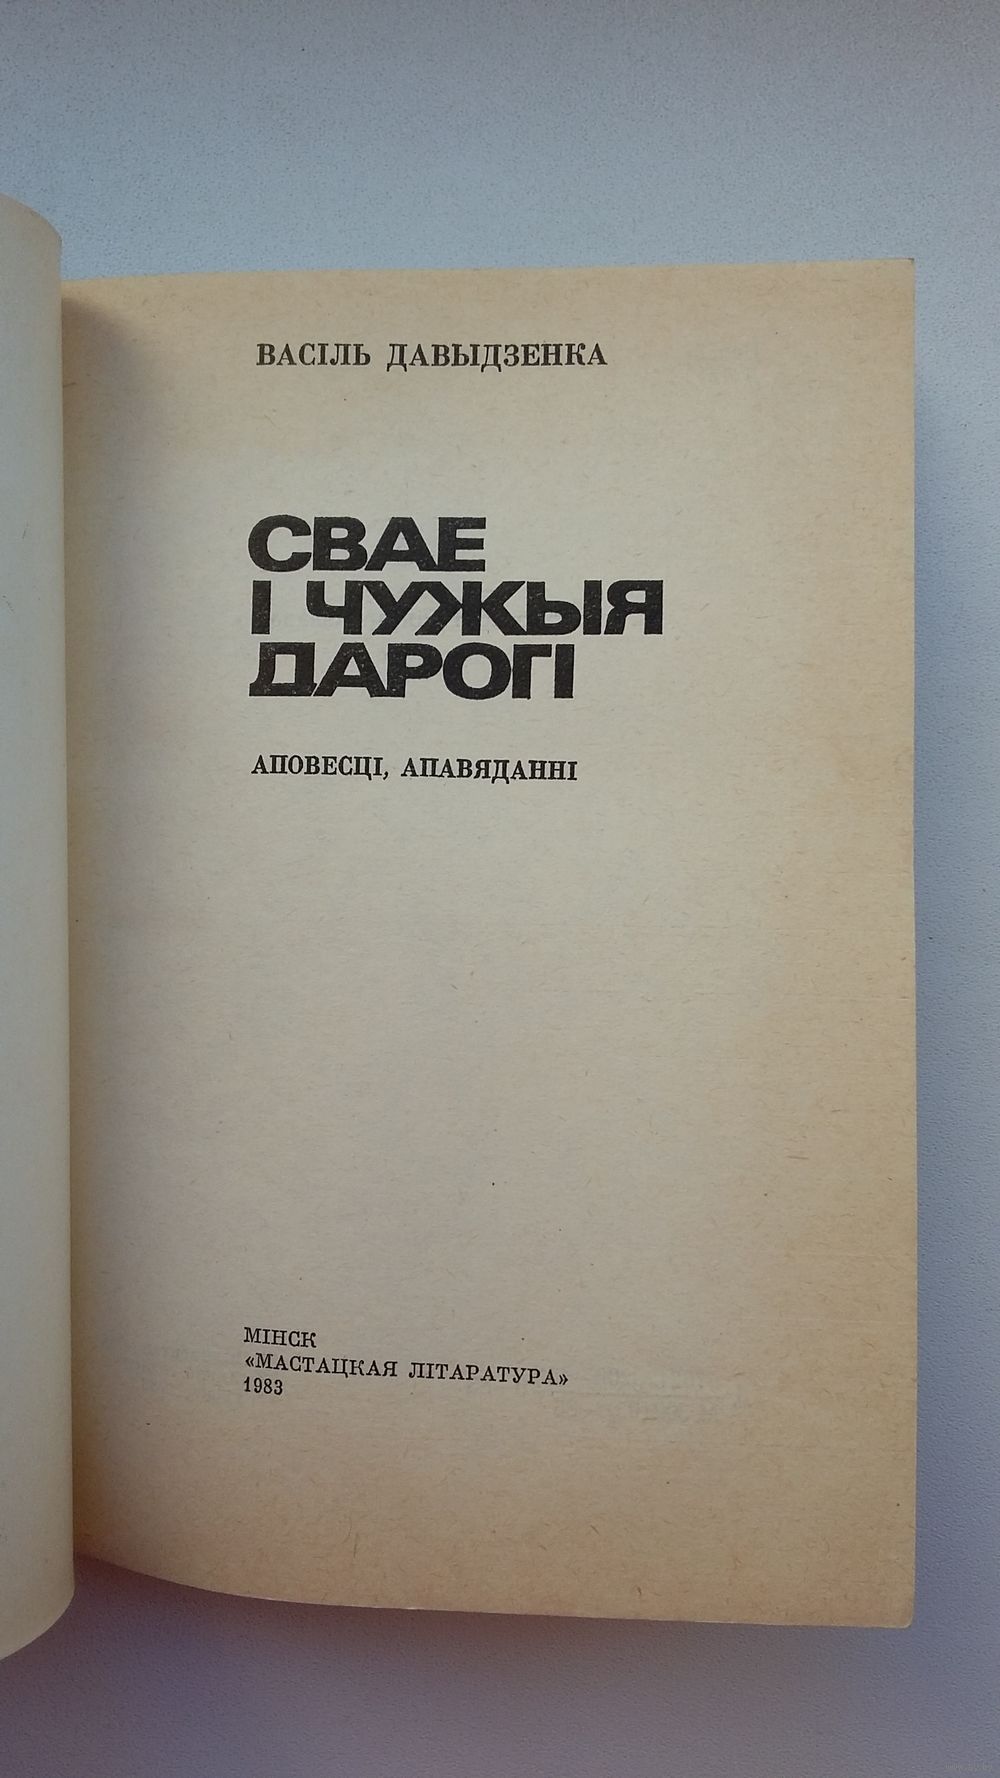 ВАСІЛЬ ДАВЫДЗЕНКА
СВАЕ
І ЧУЖЫЯ
ДАРОГІ
АПОВЕСЦІ, АПАВЯДАННІ
МІНСК
«МАСТАЦКАЯ ЛІТАРАТУРА»
1983